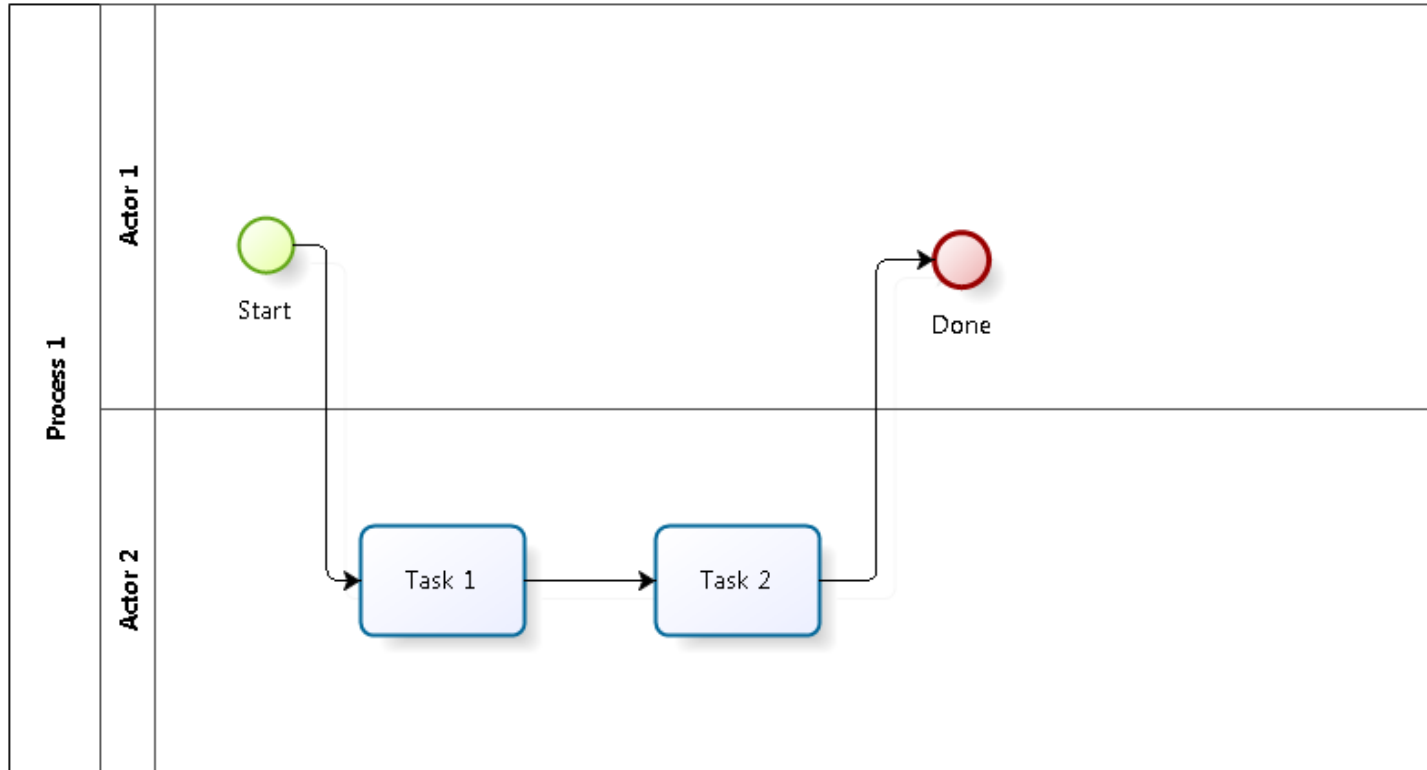 Process 1
Actor 1
Start
Done
Actor 2
Task 1
Task 2